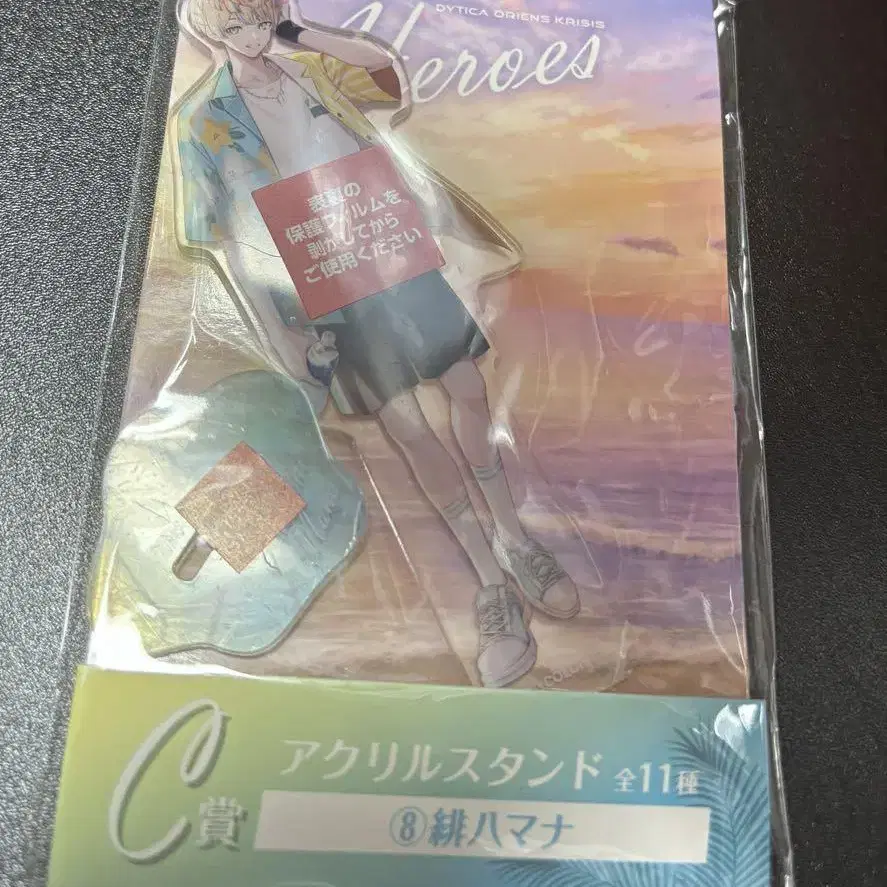 DYTICA ORIENS KRISIS
Heroes
表裏の
保護フィルムを
剥がしてから
ご使用ください
C賞
アクリルスタンド 全11種
⑧緋八マナ